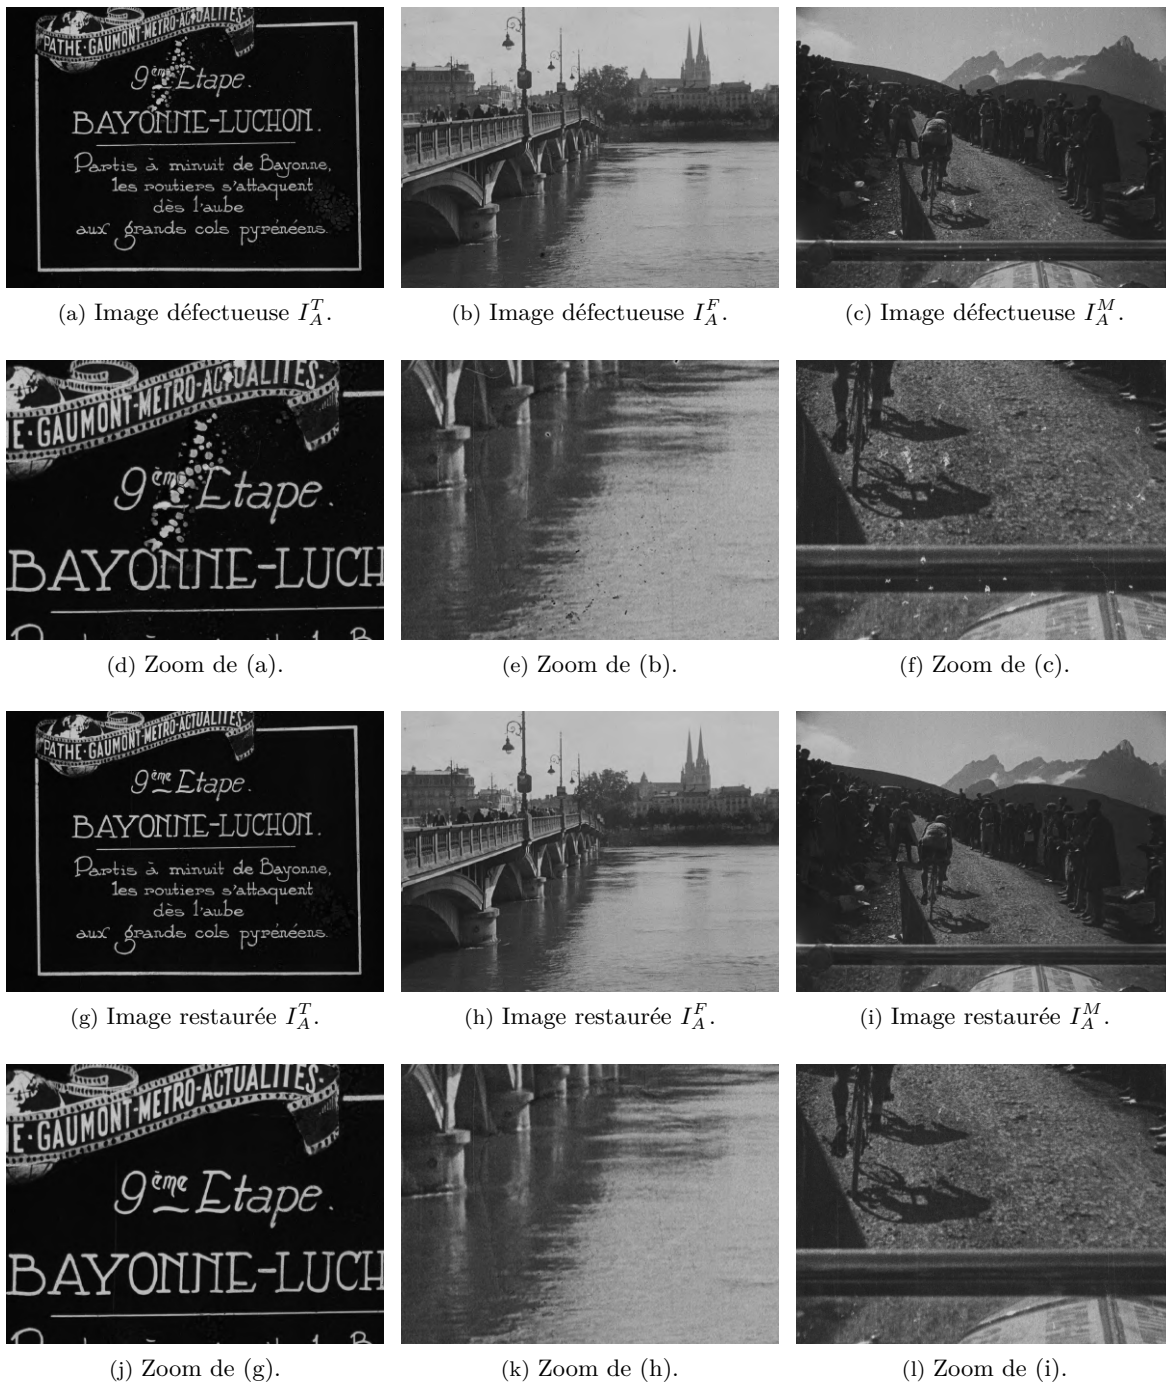 PATHE·GAUMONT-METRO-ACTUALITES·
9ème Etape.
BAYONNE-LUCHON.
Partis à minuit de Bayonne,
les routiers s'attaquent
dès l'aube
aux grands cols pyrénéens.
(a) Image défectueuse I_A^T.
(b) Image défectueuse I_A^F.
(c) Image défectueuse I_A^M.
E·GAUMONT-METRO-ACTUALITES·
9ème Etape.
BAYONNE-LUCH
(d) Zoom de (a).
(e) Zoom de (b).
(f) Zoom de (c).
PATHE·GAUMONT-METRO-ACTUALITES·
9ème Etape.
BAYONNE-LUCHON.
Partis à minuit de Bayonne,
les routiers s'attaquent
dès l'aube
aux grands cols pyrénéens.
(g) Image restaurée I_A^T.
(h) Image restaurée I_A^F.
(i) Image restaurée I_A^M.
E·GAUMONT-METRO-ACTUALITES·
9ème Etape.
BAYONNE-LUCH
(j) Zoom de (g).
(k) Zoom de (h).
(l) Zoom de (i).